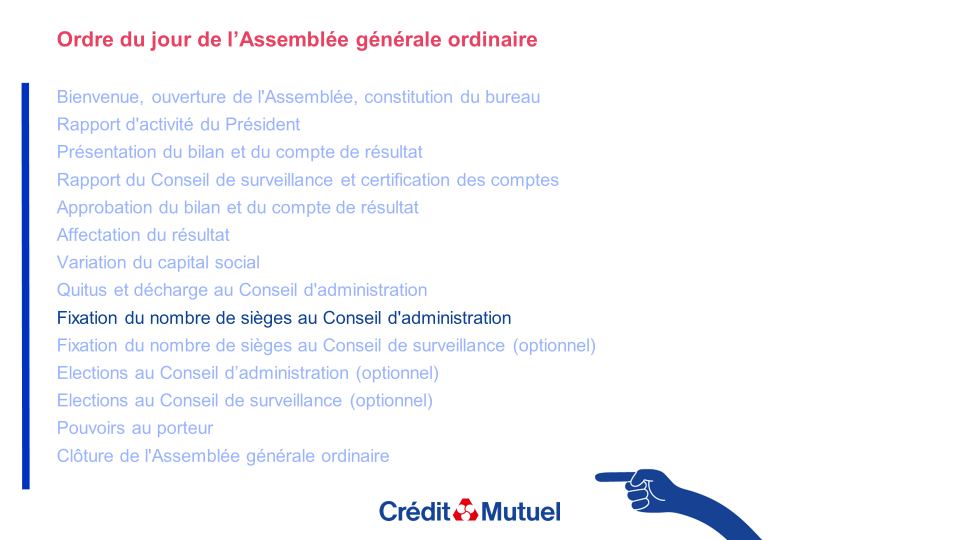 Ordre du jour de l’Assemblée générale ordinaire
Bienvenue, ouverture de l'Assemblée, constitution du bureau
Rapport d'activité du Président
Présentation du bilan et du compte de résultat
Rapport du Conseil de surveillance et certification des comptes
Approbation du bilan et du compte de résultat
Affectation du résultat
Variation du capital social
Quitus et décharge au Conseil d'administration
Fixation du nombre de sièges au Conseil d'administration
Fixation du nombre de sièges au Conseil de surveillance (optionnel)
Elections au Conseil d’administration (optionnel)
Elections au Conseil de surveillance (optionnel)
Pouvoirs au porteur
Clôture de l'Assemblée générale ordinaire
Crédit Mutuel